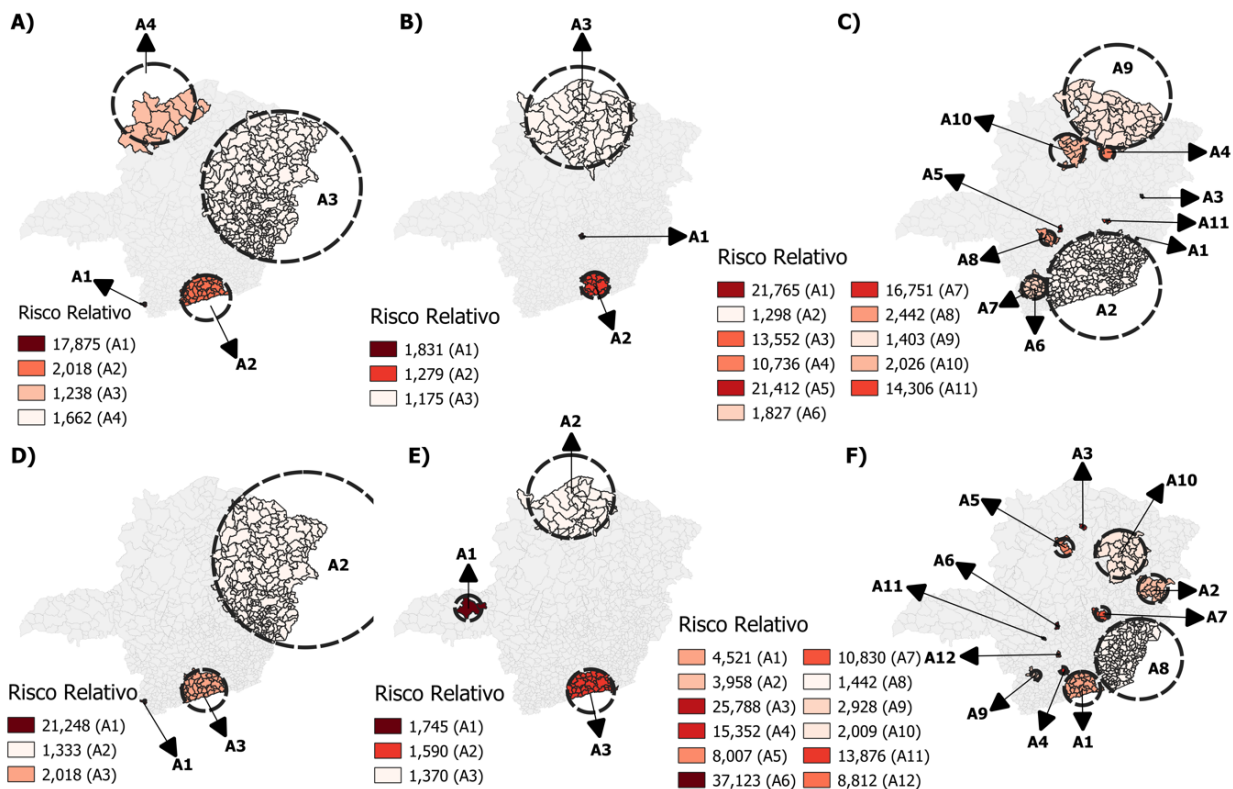 A)
A4
A3
A1
A2
Risco Relativo
17,875 (A1)
2,018 (A2)
1,238 (A3)
1,662 (A4)
B)
A3
A1
A2
Risco Relativo
1,831 (A1)
1,279 (A2)
1,175 (A3)
C)
A9
A10
A4
A5
A3
A11
A8
A1
A7
A2
A6
Risco Relativo
21,765 (A1)
1,298 (A2)
13,552 (A3)
10,736 (A4)
21,412 (A5)
1,827 (A6)
16,751 (A7)
2,442 (A8)
1,403 (A9)
2,026 (A10)
14,306 (A11)
D)
A2
A1
A3
Risco Relativo
21,248 (A1)
1,333 (A2)
2,018 (A3)
E)
A2
A1
A3
Risco Relativo
1,745 (A1)
1,590 (A2)
1,370 (A3)
F)
A3
A10
A5
A6
A2
A11
A7
A12
A8
A9
A4
A1
Risco Relativo
4,521 (A1)
3,958 (A2)
25,788 (A3)
15,352 (A4)
8,007 (A5)
37,123 (A6)
10,830 (A7)
1,442 (A8)
2,928 (A9)
2,009 (A10)
13,876 (A11)
8,812 (A12)